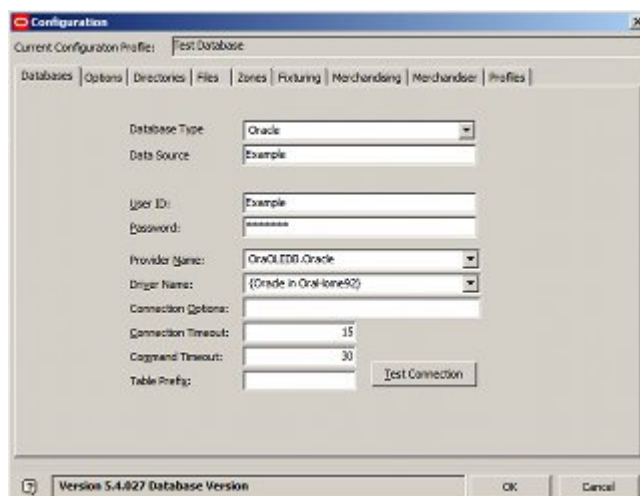 Configuration
Current Configuraton Profile: Test Database
Databases Options Directories Files Zones Fixturing Merchandising Merchandiser Profiles
Database Type Oracle
Data Source Example
User ID: Example
Password: ********
Provider Name: OraOLEDB.Oracle
Driver Name: {Oracle in OraHome92}
Connection Options:
Connection Timeout: 15
Command Timeout: 30
Table Prefix: Test Connection
Version 5.4.027 Database Version OK Cancel